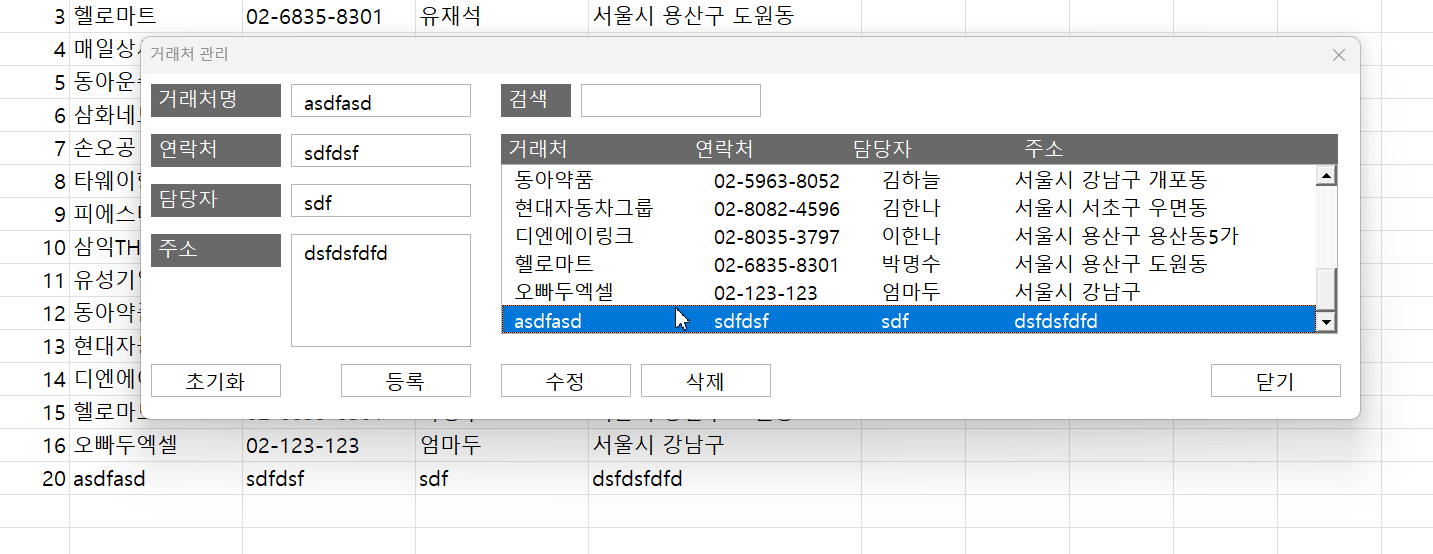 3 헬로마트 02-6835-8301 유재석 서울시 용산구 도원동
4 매일상
거래처 관리
5 동아운
거래처명 asdfasd 검색
6 삼화네
연락처 sdfdsf 거래처 연락처 담당자 주소
7 손오공
동아약품 02-5963-8052 김하늘 서울시 강남구 개포동
8 타웨이
담당자 sdf 현대자동차그룹 02-8082-4596 김한나 서울시 서초구 우면동
9 피에스
디엔에이링크 02-8035-3797 이한나 서울시 용산구 용산동5가
10 삼익TH
주소 dsfdsfdfd
헬로마트 02-6835-8301 박명수 서울시 용산구 도원동
11 유성기
오빠두엑셀 02-123-123 엄마두 서울시 강남구
12 동아약
asdfasd sdfdsf sdf dsfdsfdfd
13 현대자
14 디엔에
초기화 등록 수정 삭제 닫기
15 헬로마
16 오빠두엑셀 02-123-123 엄마두 서울시 강남구
20 asdfasd sdfdsf sdf dsfdsfdfd